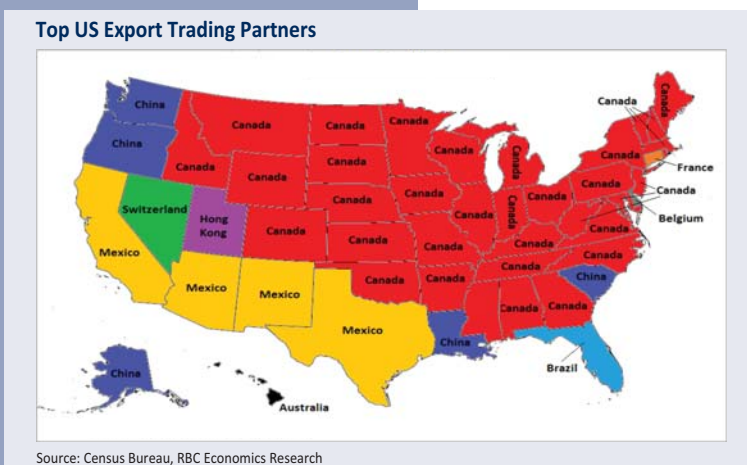 Top US Export Trading Partners
China
Canada
Canada
Canada
Canada
China
Canada
Canada
Canada
Canada
Canada
Canada
Canada
France
Canada
Canada
Switzerland
Hong
Kong
Canada
Canada
Canada
Canada
Canada
Canada
Canada
Belgium
Mexico
Canada
Canada
Canada
Canada
Mexico
Mexico
Canada
Canada
Canada
Canada
China
Mexico
Canada
Canada
China
Brazil
China
Australia
Source: Census Bureau, RBC Economics Research